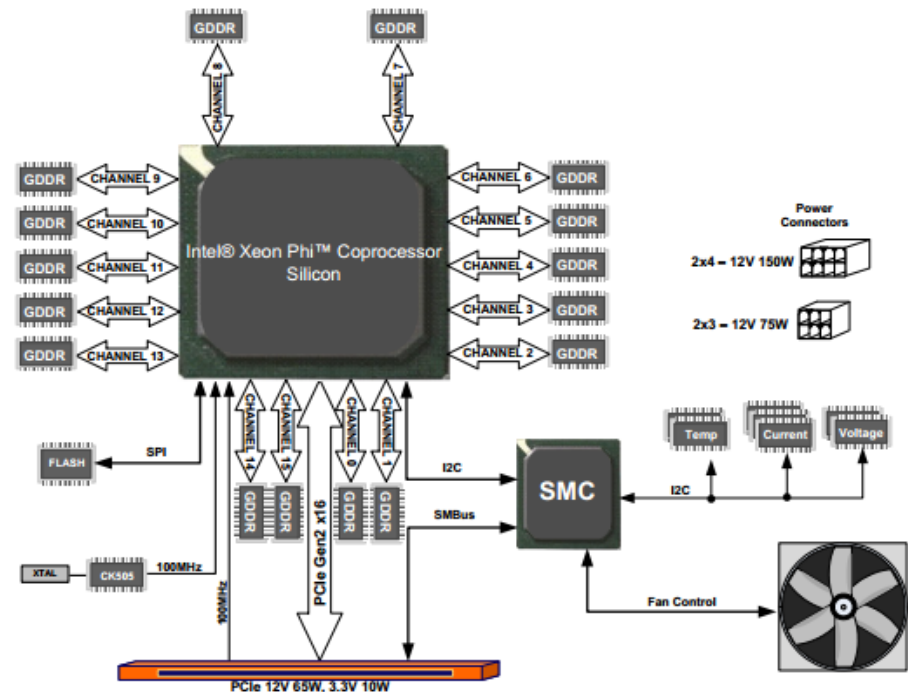 GDDR
GDDR
CHANNEL 8
CHANNEL 7
GDDR
CHANNEL 9
CHANNEL 6
GDDR
GDDR
CHANNEL 10
CHANNEL 5
GDDR
GDDR
CHANNEL 11
CHANNEL 4
GDDR
GDDR
CHANNEL 12
CHANNEL 3
GDDR
GDDR
CHANNEL 13
CHANNEL 2
GDDR
Intel® Xeon Phi™ Coprocessor
Silicon
Power
Connectors
2x4 – 12V 150W
2x3 – 12V 75W
CHANNEL 14
CHANNEL 15
CHANNEL 0
CHANNEL 1
GDDR
GDDR
GDDR
GDDR
PCIe Gen2 x16
FLASH
SPI
I2C
SMBus
SMC
I2C
Temp
Current
Voltage
XTAL
CK505
100MHz
100MHz
Fan Control
PCIe 12V 65W, 3.3V 10W